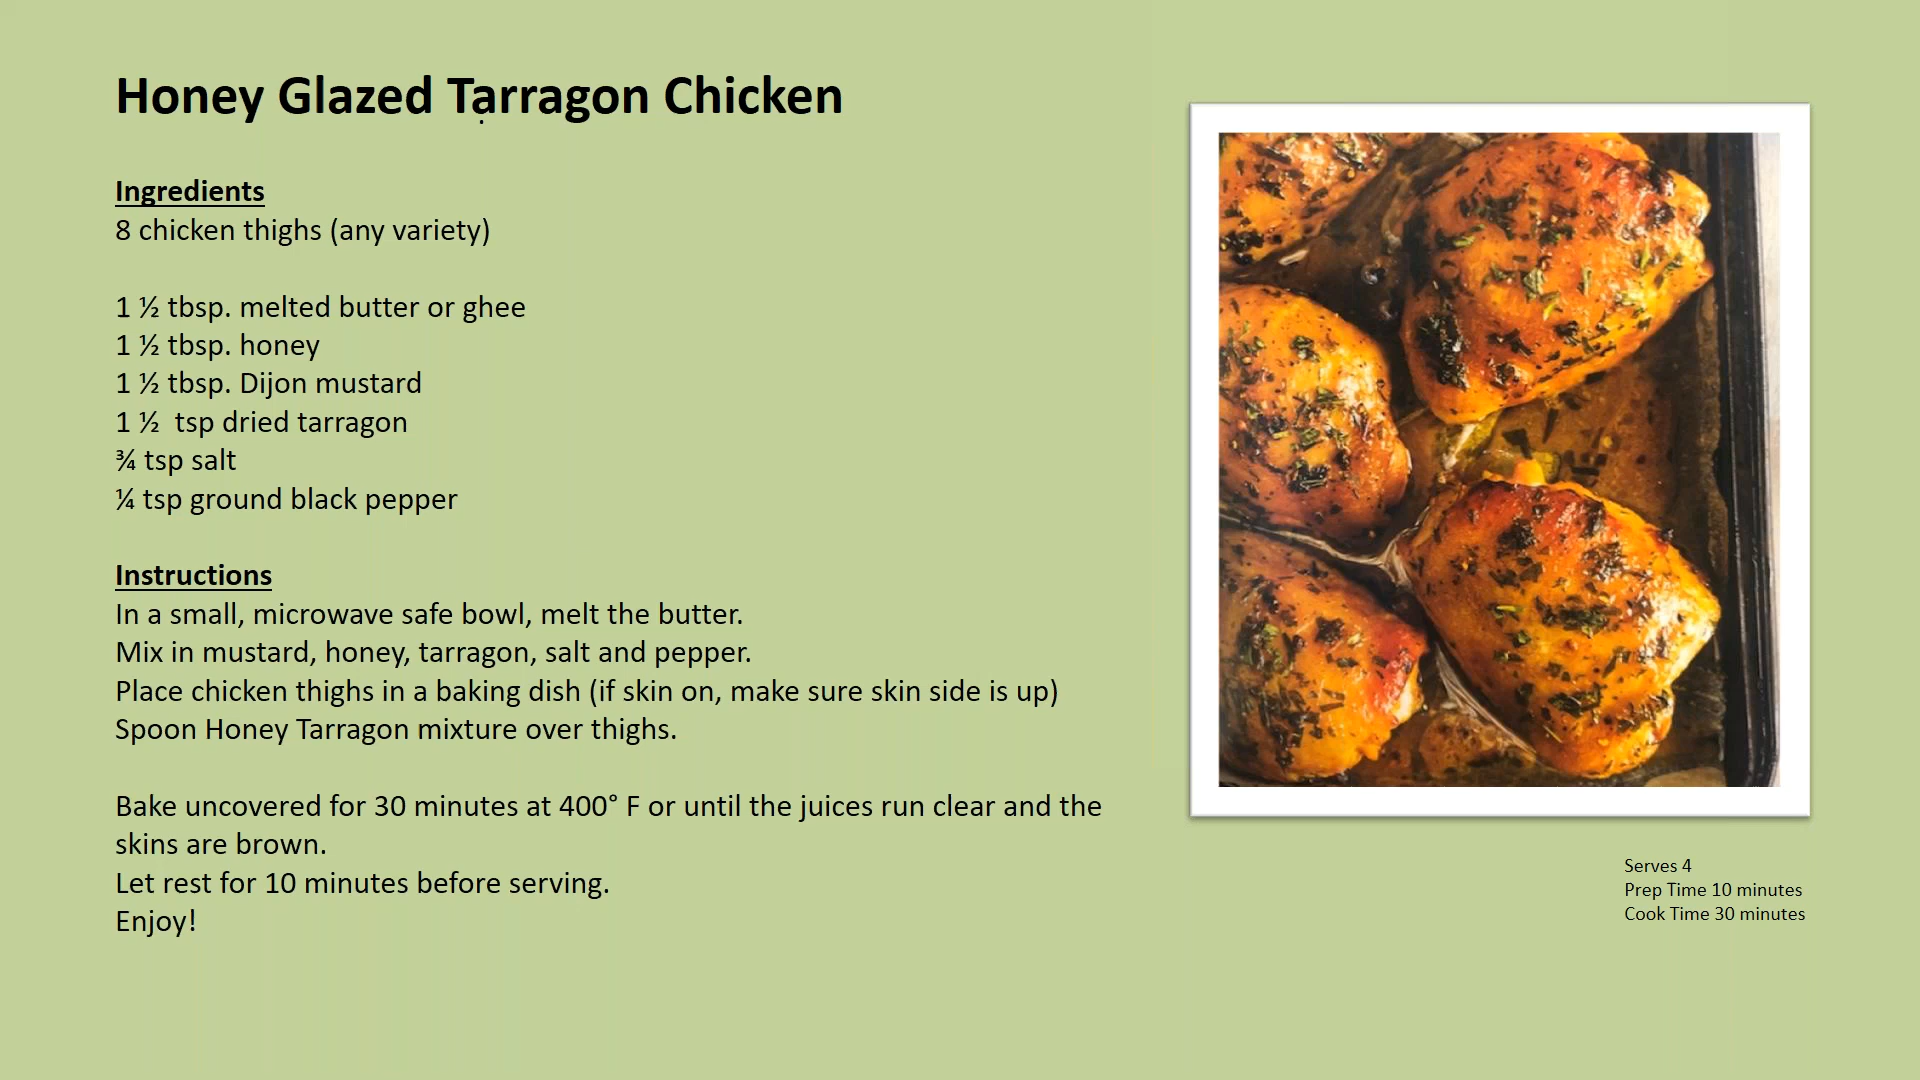 Honey Glazed Tarragon Chicken
Ingredients
8 chicken thighs (any variety)
1 ½ tbsp. melted butter or ghee
1 ½ tbsp. honey
1 ½ tbsp. Dijon mustard
1 ½  tsp dried tarragon
¾ tsp salt
¼ tsp ground black pepper
Instructions
In a small, microwave safe bowl, melt the butter.
Mix in mustard, honey, tarragon, salt and pepper.
Place chicken thighs in a baking dish (if skin on, make sure skin side is up)
Spoon Honey Tarragon mixture over thighs.
Bake uncovered for 30 minutes at 400° F or until the juices run clear and the
skins are brown.
Let rest for 10 minutes before serving.
Enjoy!
Serves 4
Prep Time 10 minutes
Cook Time 30 minutes